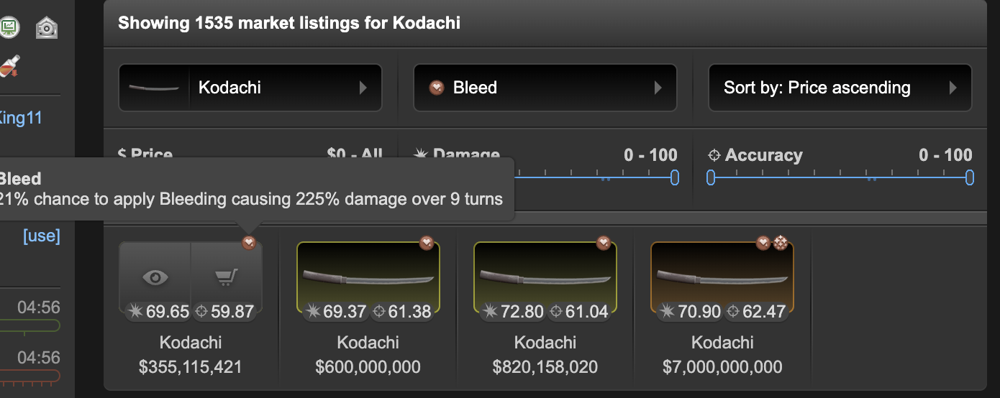 Showing 1535 market listings for Kodachi
Kodachi
Bleed
Sort by: Price ascending
King11
$ Price
$0 - All
Damage
0 - 100
Accuracy
0 - 100
Bleed
21% chance to apply Bleeding causing 225% damage over 9 turns
[use]
04:56
04:56
69.65 59.87
Kodachi
$355,115,421
69.37 61.38
Kodachi
$600,000,000
72.80 61.04
Kodachi
$820,158,020
70.90 62.47
Kodachi
$7,000,000,000